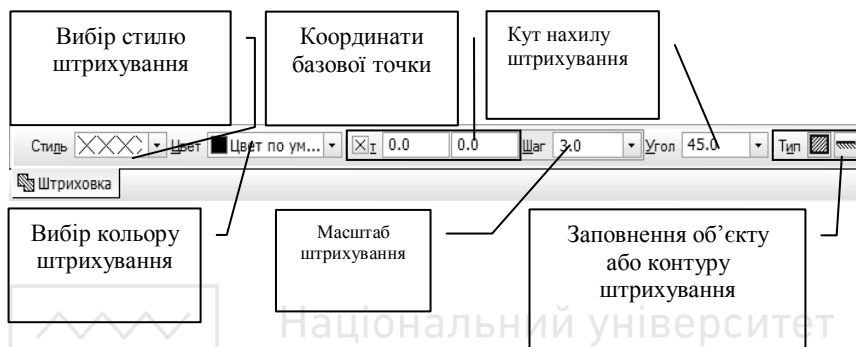 Вибір стилю
штрихування
Координати
базової точки
Кут нахилу
штрихування
Стиль Цвет Цвет по ум... т 0.0 0.0 Шаг 3.0 Угол 45.0 Тип
Штриховка
Вибір кольору
штрихування
Масштаб
штрихування
Заповнення об’єкту
або контуру
штрихування
Національний університет